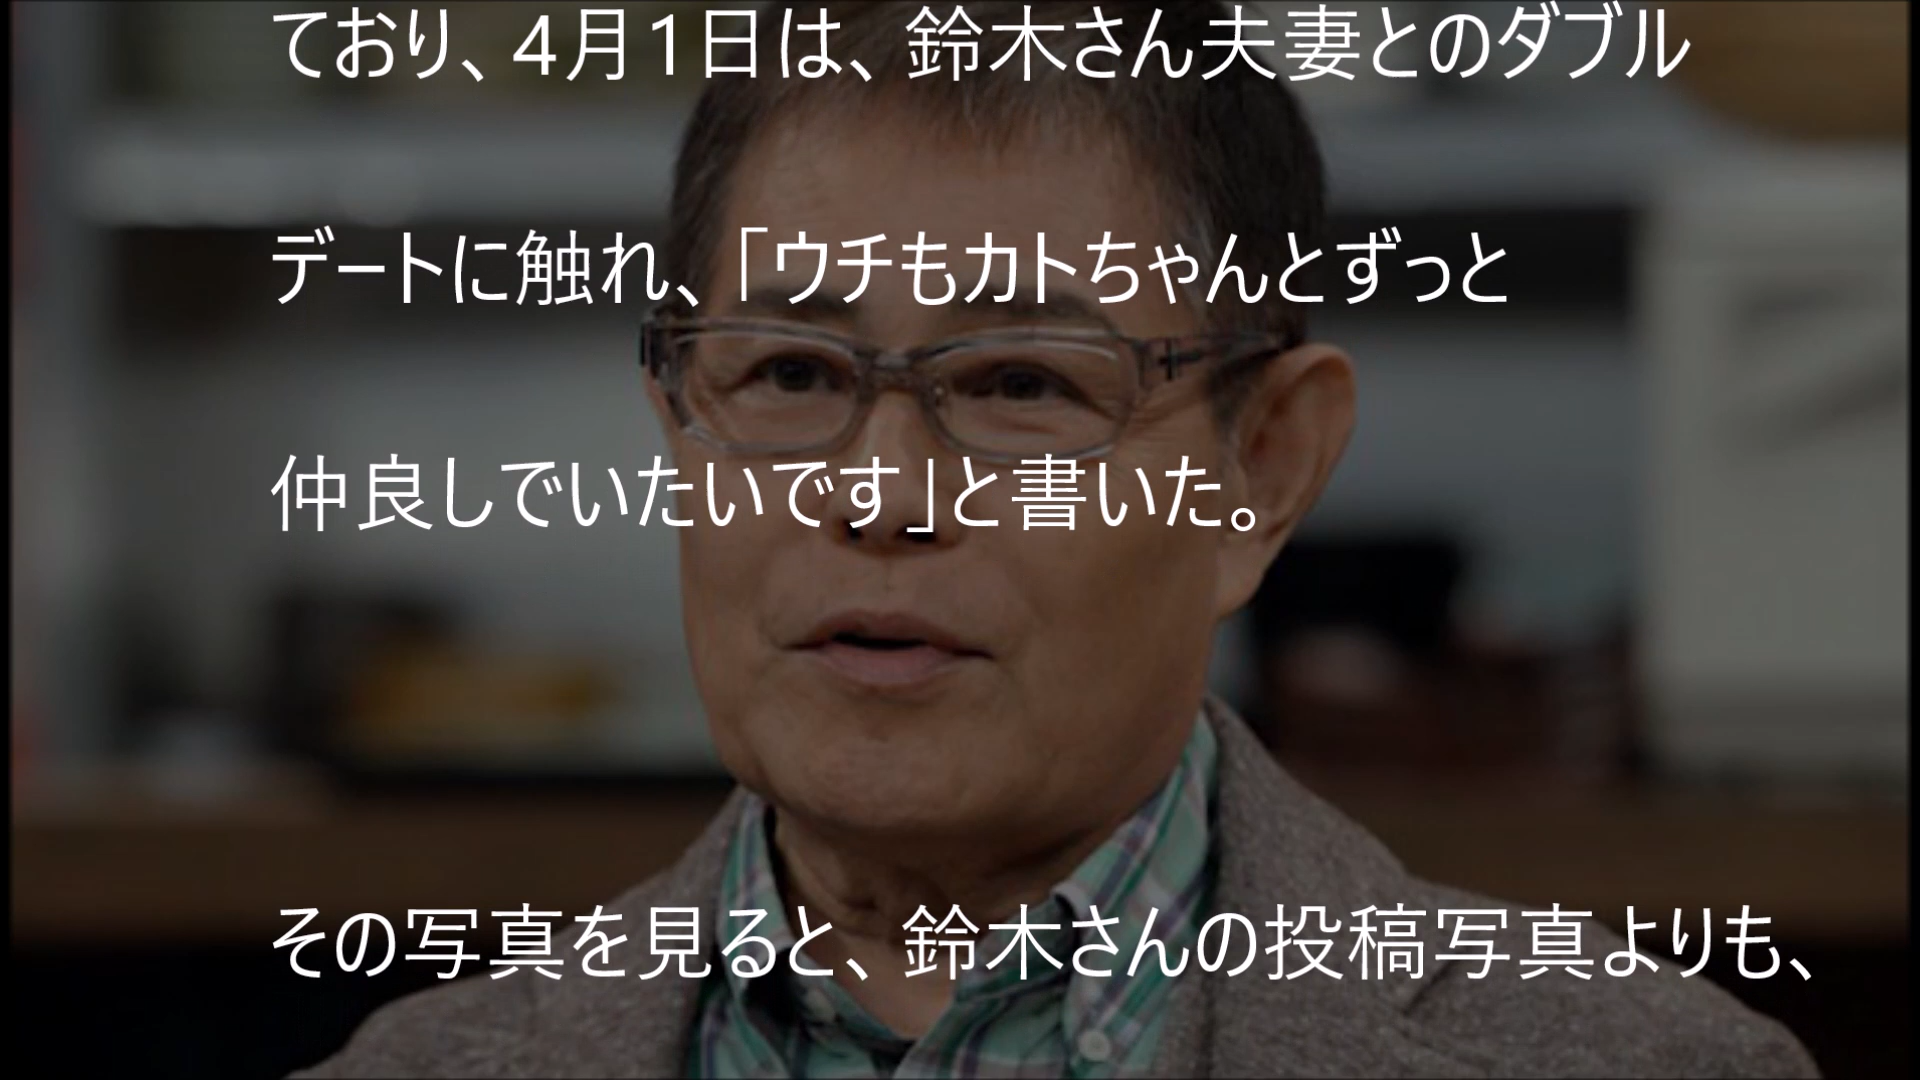 ており、4月1日は、鈴木さん夫妻とのダブル
デートに触れ、「ウチもカトちゃんとずっと
仲良しでいたいです」と書いた。
その写真を見ると、鈴木さんの投稿写真よりも、